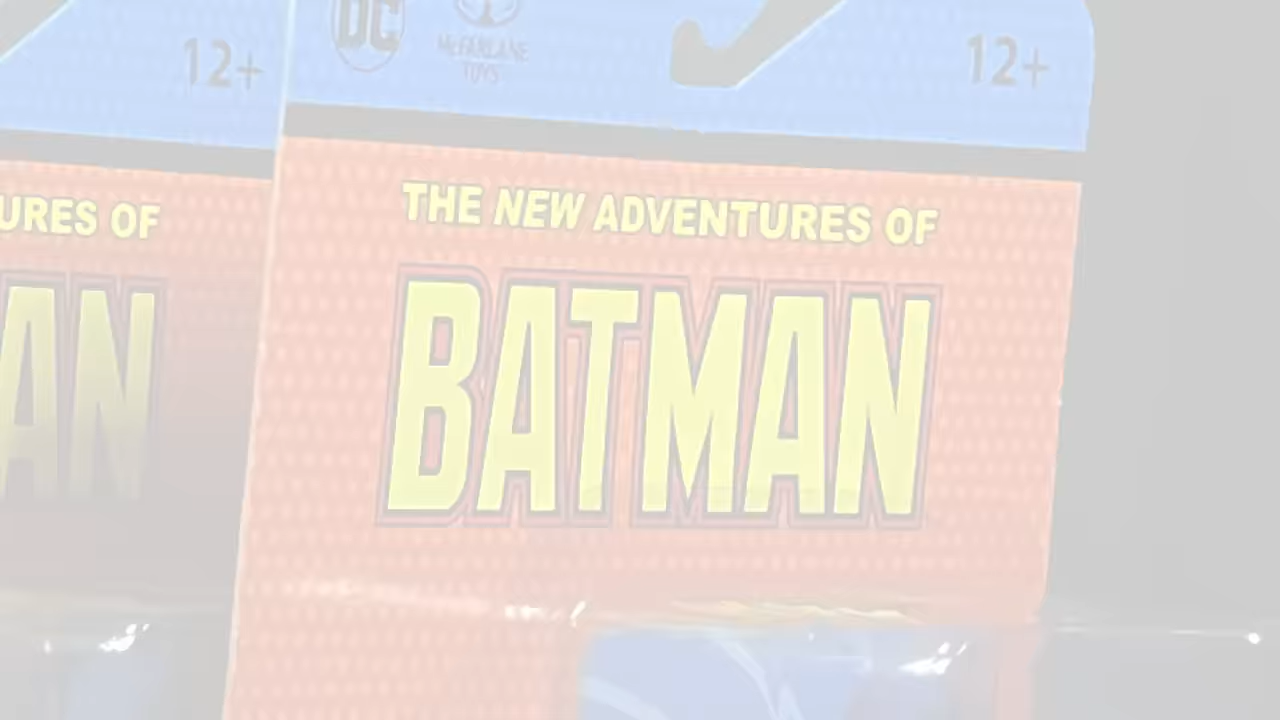 DC
McFARLANE
TOYS
12+
12+
THE NEW ADVENTURES OF
BATMAN
URES OF
AN